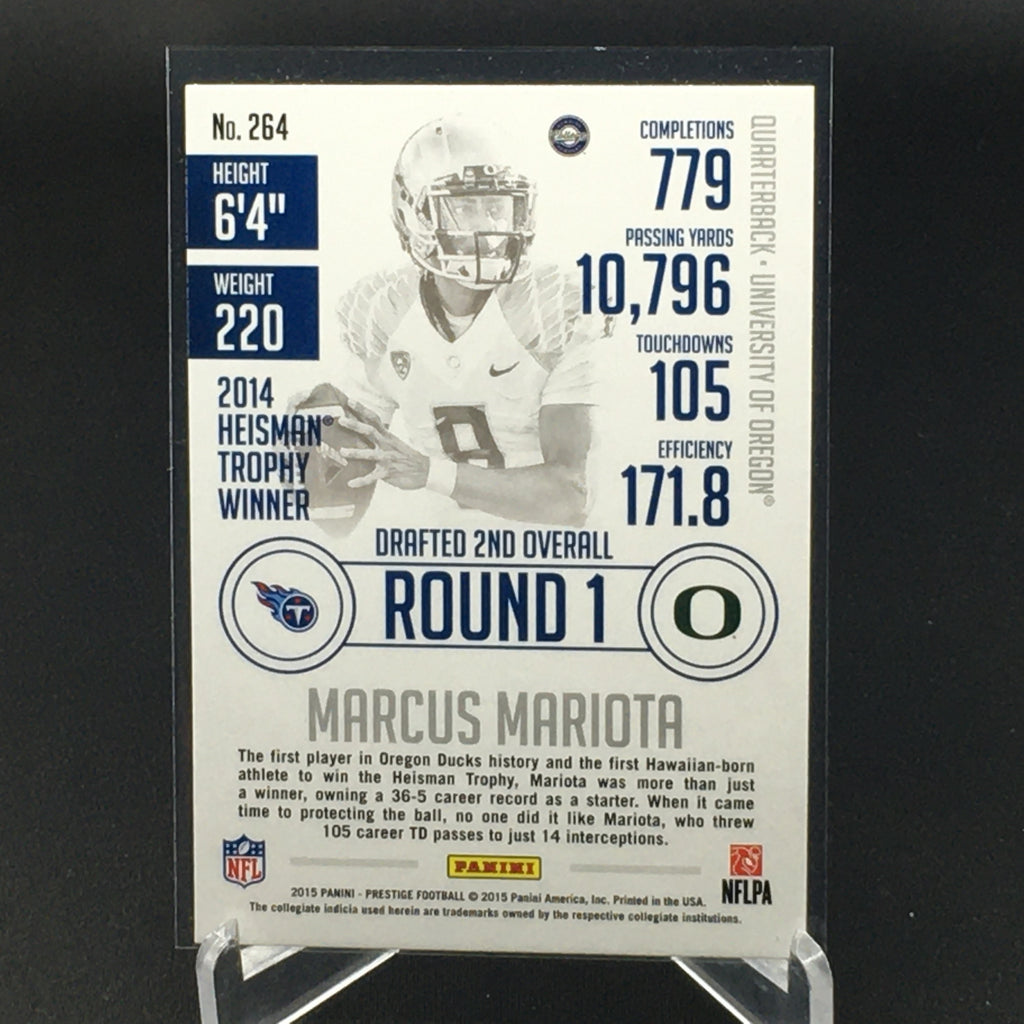 No. 264
HEIGHT
6'4"
WEIGHT
220
2014
HEISMAN®
TROPHY
WINNER
8
COMPLETIONS
779
PASSING YARDS
10,796
TOUCHDOWNS
105
EFFICIENCY
171.8
QUARTERBACK • UNIVERSITY OF OREGON®
DRAFTED 2ND OVERALL
ROUND 1
T
O
MARCUS MARIOTA
The first player in Oregon Ducks history and the first Hawaiian-born
athlete to win the Heisman Trophy, Mariota was more than just
a winner, owning a 36-5 career record as a starter. When it came
time to protecting the ball, no one did it like Mariota, who threw
105 career TD passes to just 14 interceptions.
NFL
PANINI
NFLPA
2015 PANINI - PRESTIGE FOOTBALL © 2015 Panini America, Inc. Printed in the USA.
The collegiate indicia used herein are trademarks owned by the respective collegiate institutions.